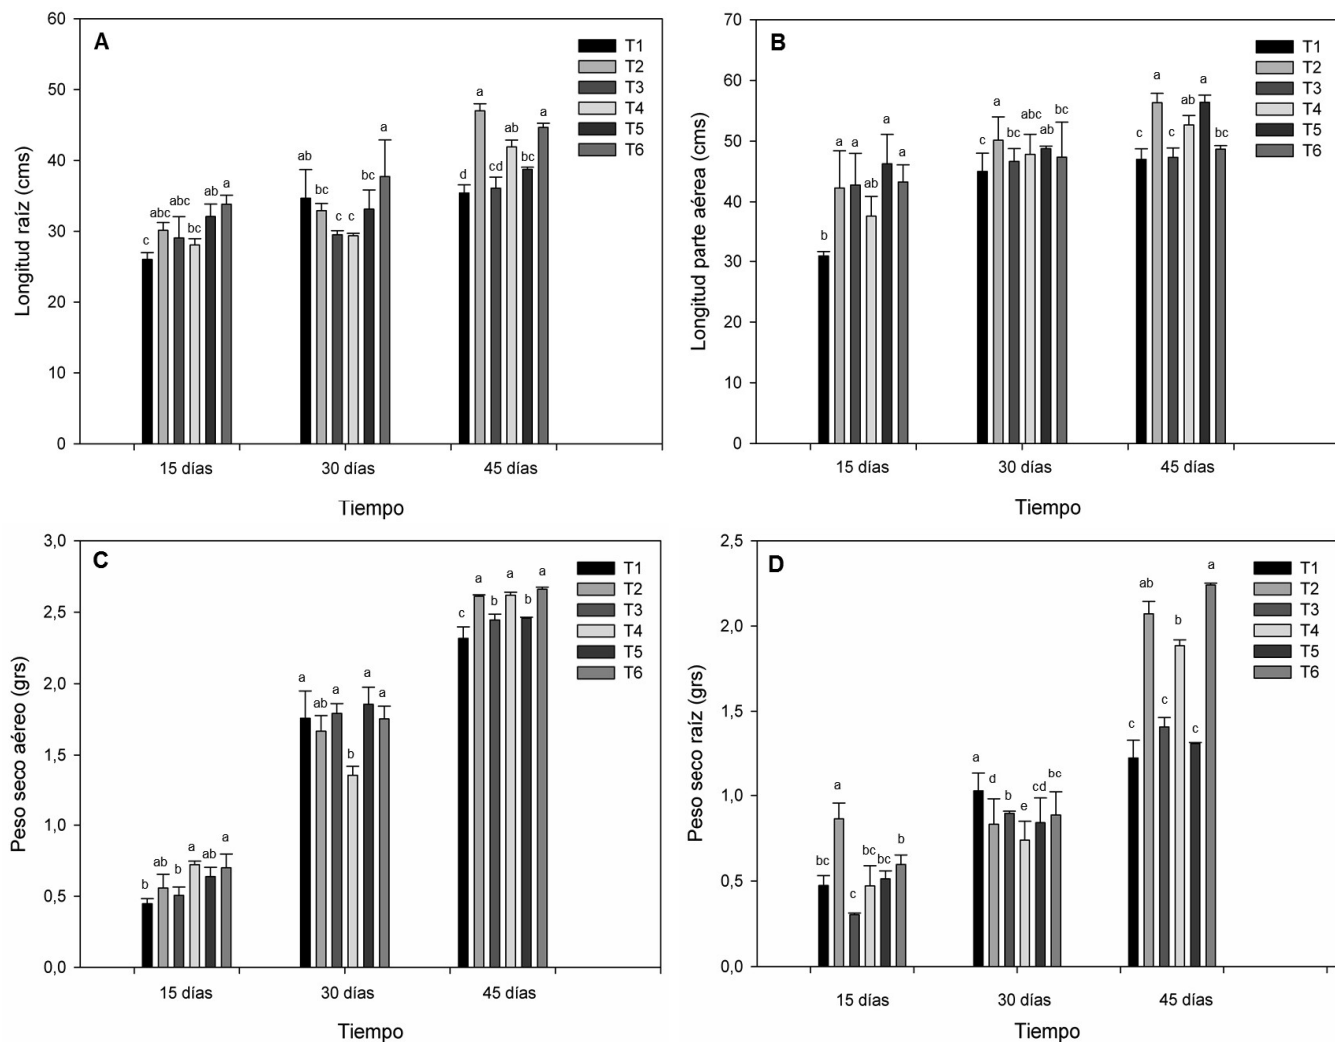 A
Longitud raíz (cms)
60
50
40
30
20
10
0
T1
T2
T3
T4
T5
T6
c
abc
abc
bc
ab
a
ab
bc
c
c
bc
a
d
a
cd
ab
bc
a
15 días
30 días
45 días
Tiempo
B
Longitud parte aérea (cms)
70
60
50
40
30
20
10
0
T1
T2
T3
T4
T5
T6
b
a
a
ab
a
a
c
a
bc
abc
ab
bc
c
a
c
ab
a
bc
15 días
30 días
45 días
Tiempo
C
Peso seco aéreo (grs)
3,0
2,5
2,0
1,5
1,0
0,5
0,0
T1
T2
T3
T4
T5
T6
b
ab
b
a
ab
a
a
ab
a
b
a
a
c
a
b
a
b
a
15 días
30 días
45 días
Tiempo
D
Peso seco raíz (grs)
2,5
2,0
1,5
1,0
0,5
0,0
T1
T2
T3
T4
T5
T6
bc
a
c
bc
bc
b
a
d
b
e
cd
bc
c
ab
c
b
c
a
15 días
30 días
45 días
Tiempo